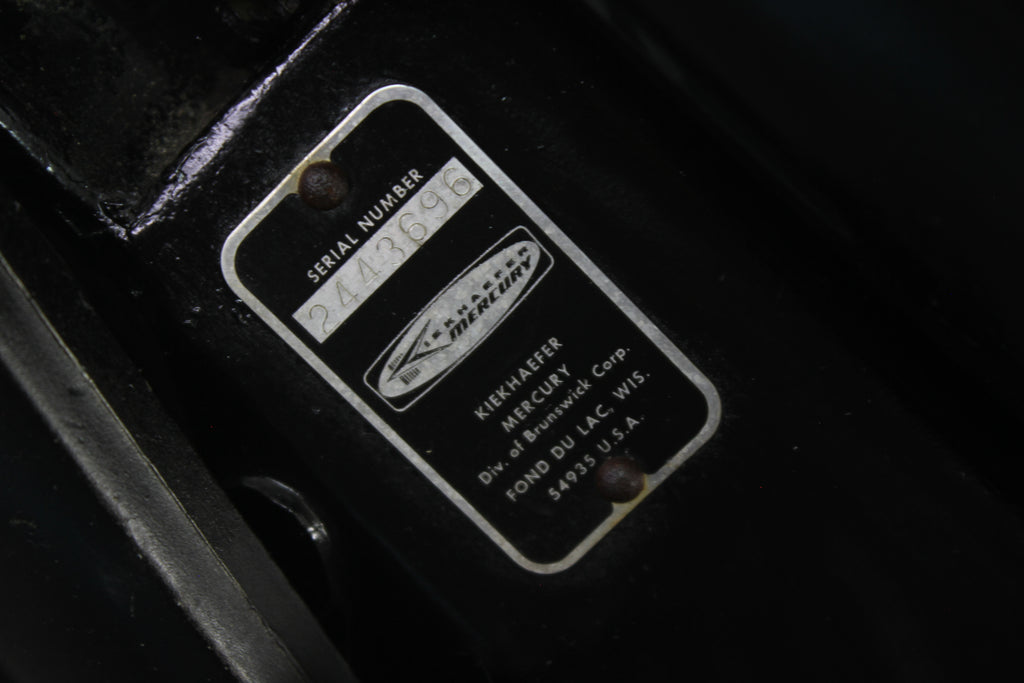 SERIAL NUMBER
2443696
KIEKHAEFER
MERCURY
KIEKHAEFER
MERCURY
Div. of Brunswick Corp.
FOND DU LAC, WIS.
54935 U.S.A.